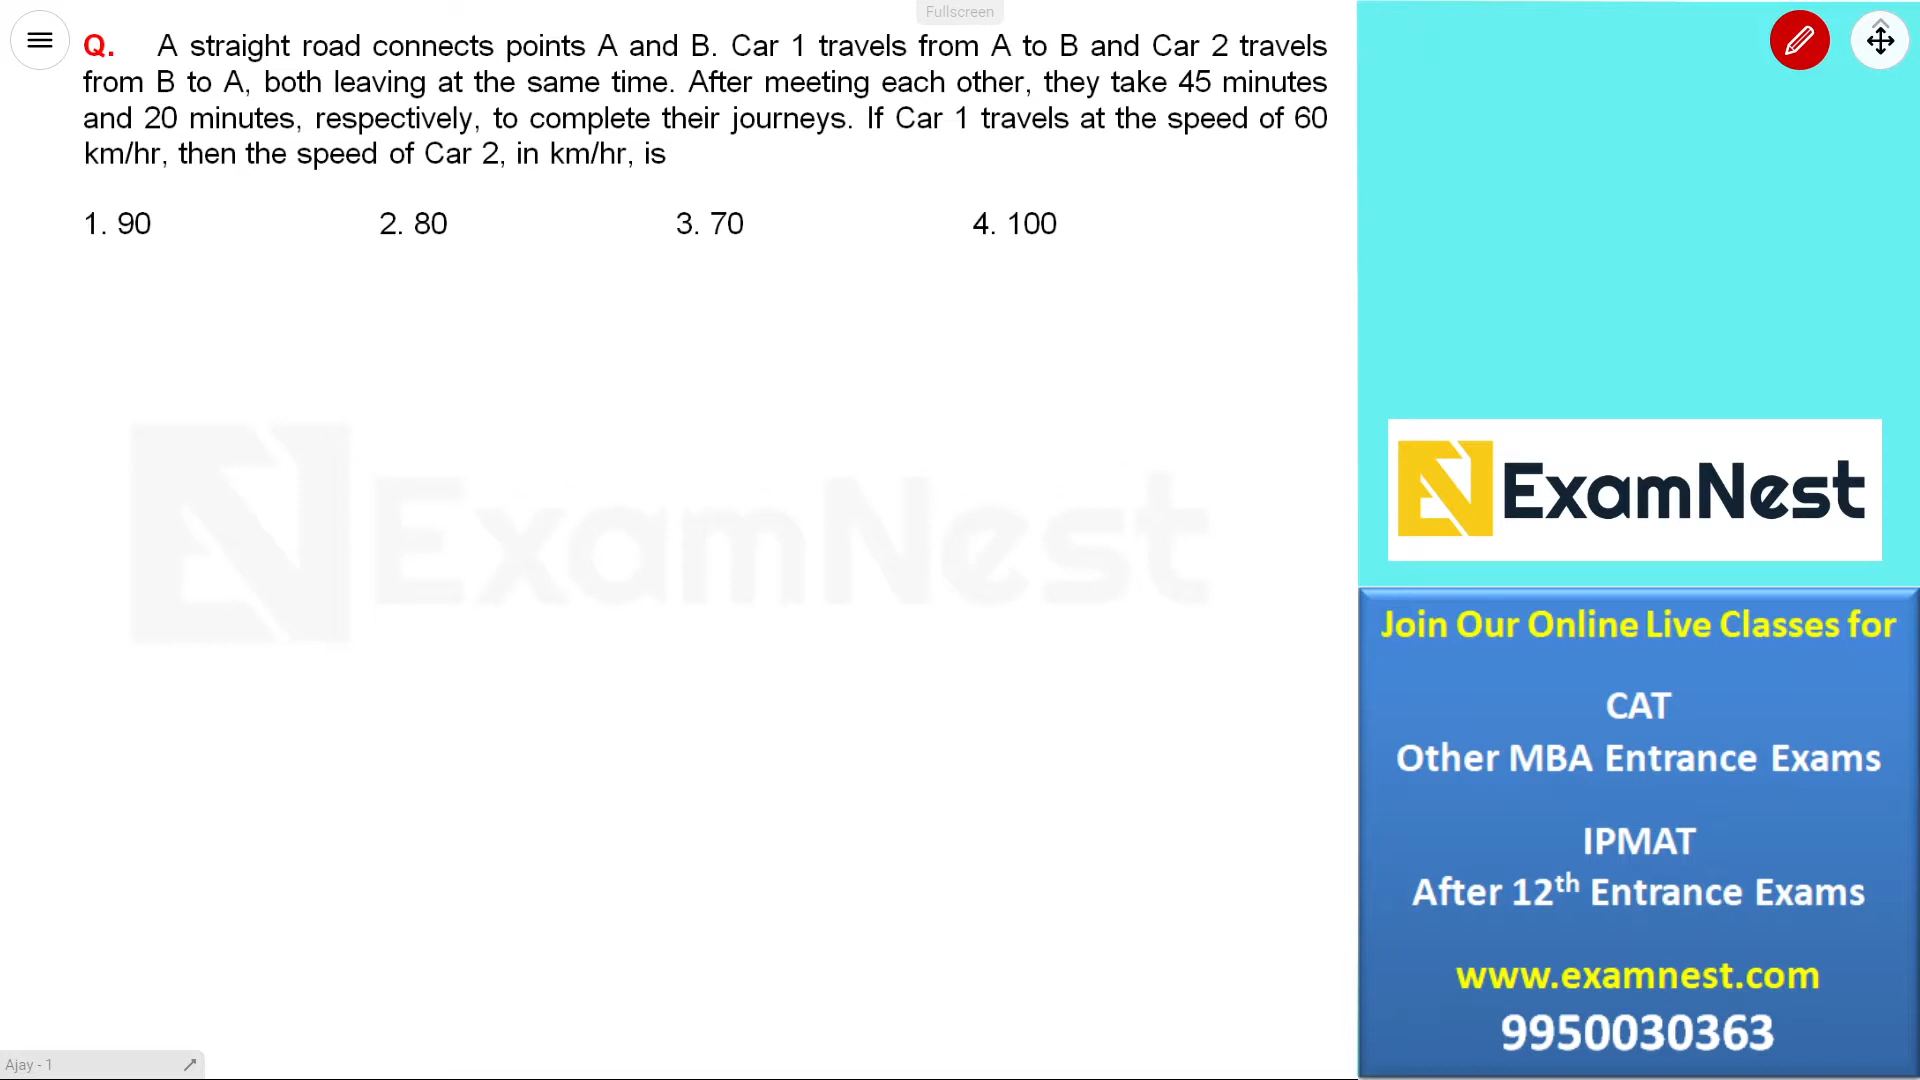 Fullscreen
Q. A straight road connects points A and B. Car 1 travels from A to B and Car 2 travels
from B to A, both leaving at the same time. After meeting each other, they take 45 minutes
and 20 minutes, respectively, to complete their journeys. If Car 1 travels at the speed of 60
km/hr, then the speed of Car 2, in km/hr, is
1. 90 2. 80 3. 70 4. 100
ExamNest
ExamNest
Join Our Online Live Classes for
CAT
Other MBA Entrance Exams
IPMAT
After 12th Entrance Exams
www.examnest.com
9950030363
Ajay - 1